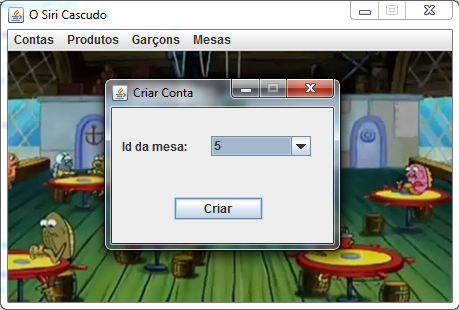 O Siri Cascudo
Contas Produtos Garçons Mesas
Criar Conta
Id da mesa: 5
Criar